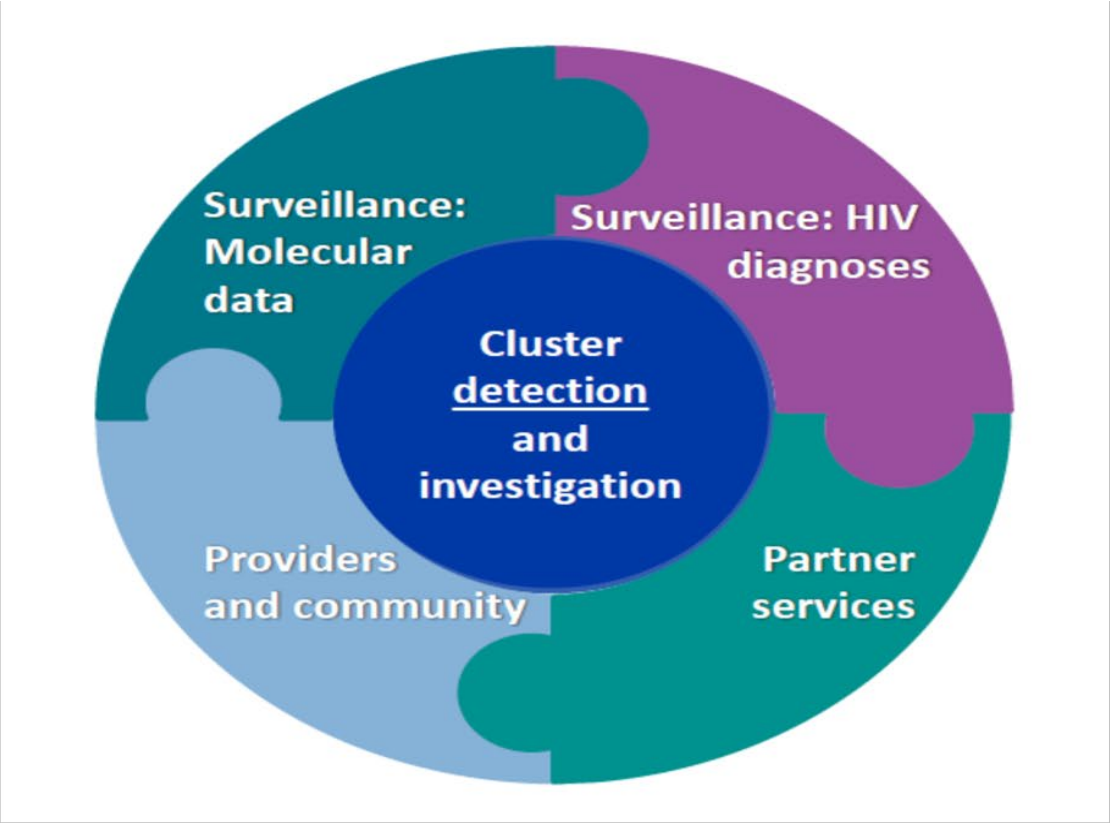 Surveillance:
Molecular
data
Surveillance: HIV
diagnoses
Cluster
detection
and
investigation
Providers
and community
Partner
services